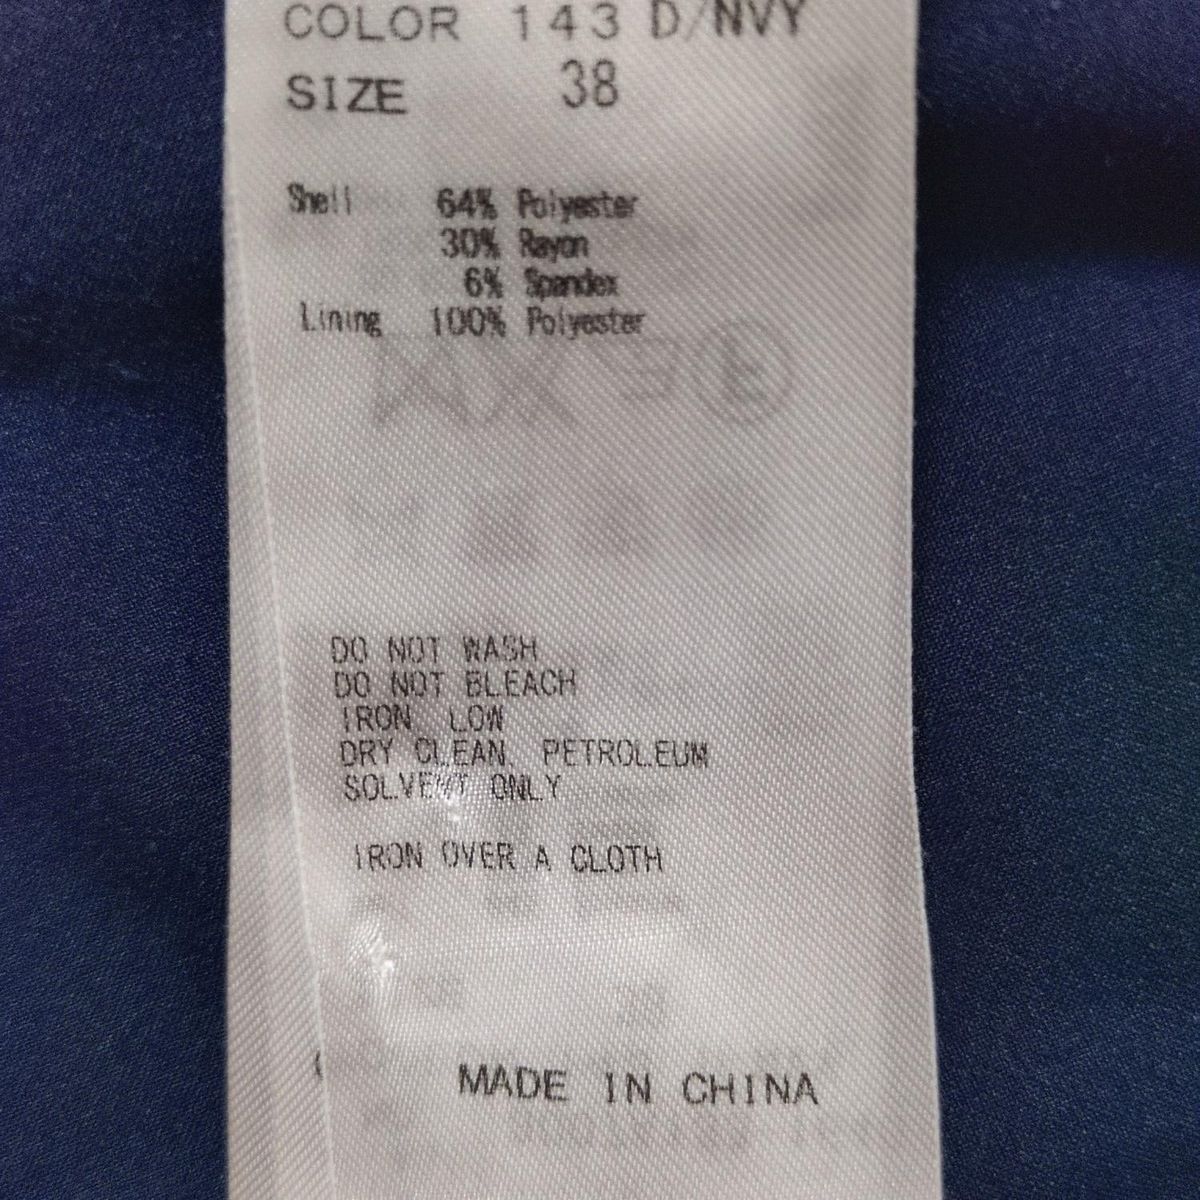 COLOR 143 D/NVY
SIZE 38
Shell 64% Polyester
30% Rayon
6% Spandex
Lining 100% Polyester
DO NOT WASH
DO NOT BLEACH
IRON, LOW
DRY CLEAN, PETROLEUM
SOLVENT ONLY
IRON OVER A CLOTH
MADE IN CHINA